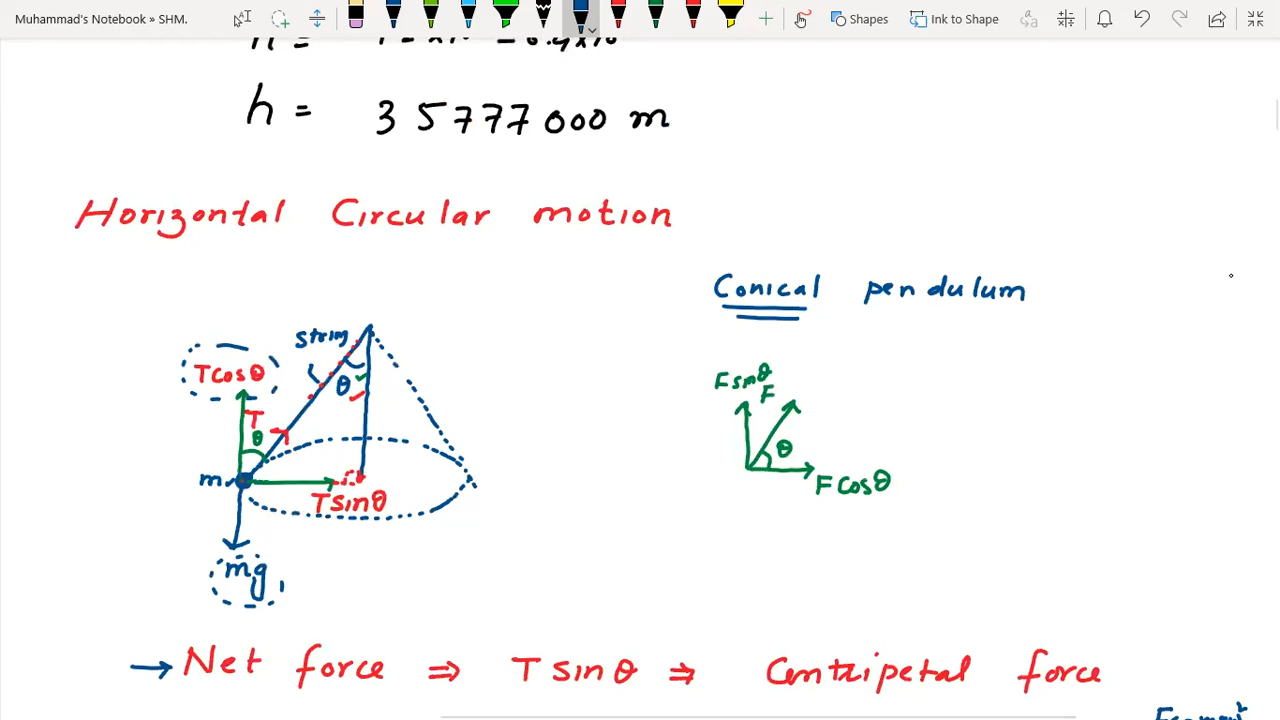 Muhammad's Notebook » SHM.
Shapes
Ink to Shape
h =
h = 35777000 m
Horizontal Circular motion
Conical pendulum
string
Tcosθ
θ
T
θ
m
Tsinθ
mg
Fsinθ
F
θ
Fcosθ
→ Net force ⇒ Tsinθ ⇒ Centripetal force